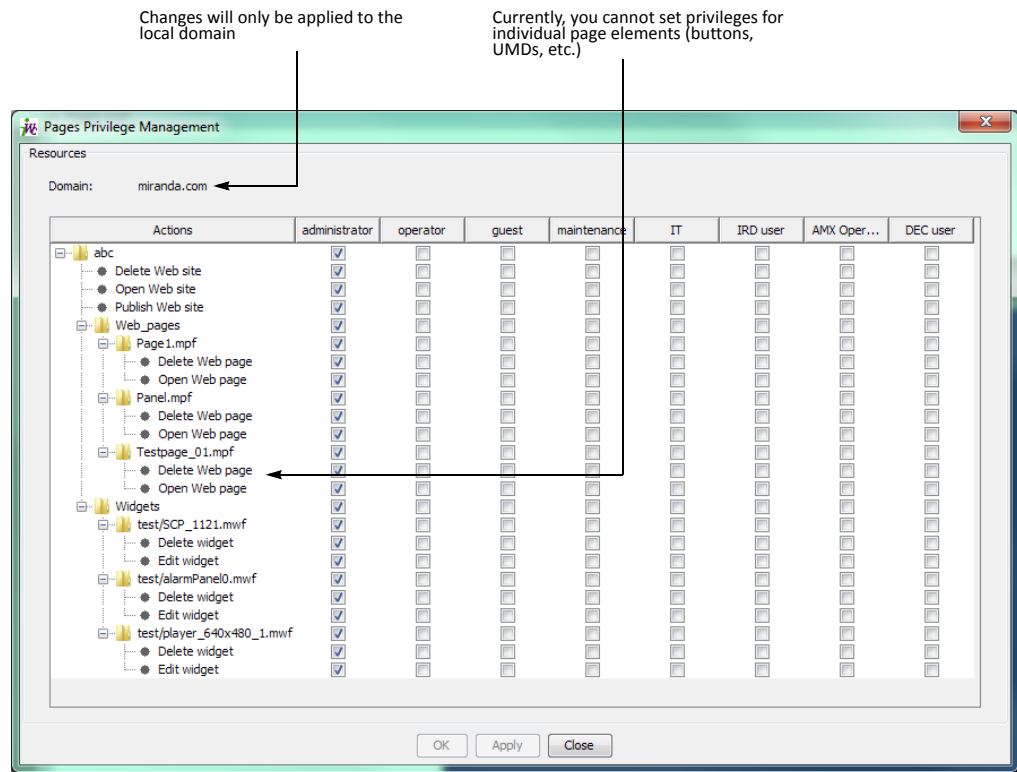 Changes will only be applied to the
local domain
Currently, you cannot set privileges for
individual page elements (buttons,
UMDs, etc.)
Pages Privilege Management
Resources
Domain: miranda.com
Actions administrator operator guest maintenance IT IRD user AMX Oper... DEC user
abc
Delete Web site
Open Web site
Publish Web site
Web_pages
Page1.mpf
Delete Web page
Open Web page
Panel.mpf
Delete Web page
Open Web page
Testpage_01.mpf
Delete Web page
Open Web page
Widgets
test/SCP_1121.mwf
Delete widget
Edit widget
test/alarmPanel0.mwf
Delete widget
Edit widget
test/player_640x480_1.mwf
Delete widget
Edit widget
OK Apply Close